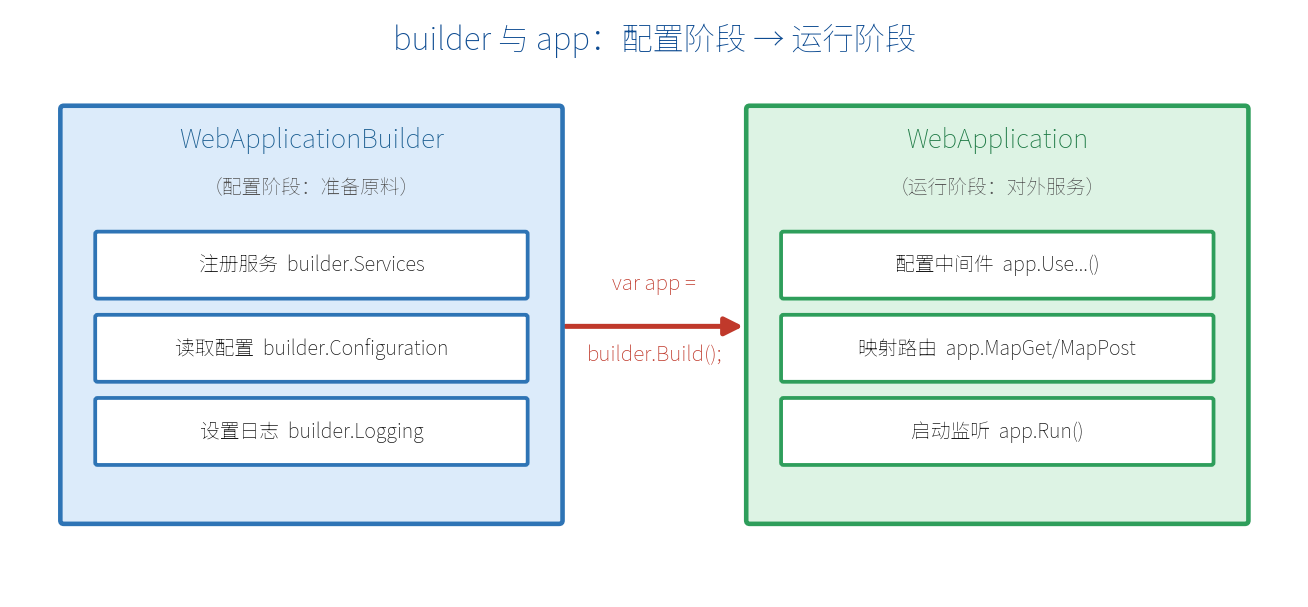 builder 与 app：配置阶段 → 运行阶段
WebApplicationBuilder
（配置阶段：准备原料）
注册服务 builder.Services
读取配置 builder.Configuration
设置日志 builder.Logging
var app =
builder.Build();
WebApplication
（运行阶段：对外服务）
配置中间件 app.Use...()
映射路由 app.MapGet/MapPost
启动监听 app.Run()